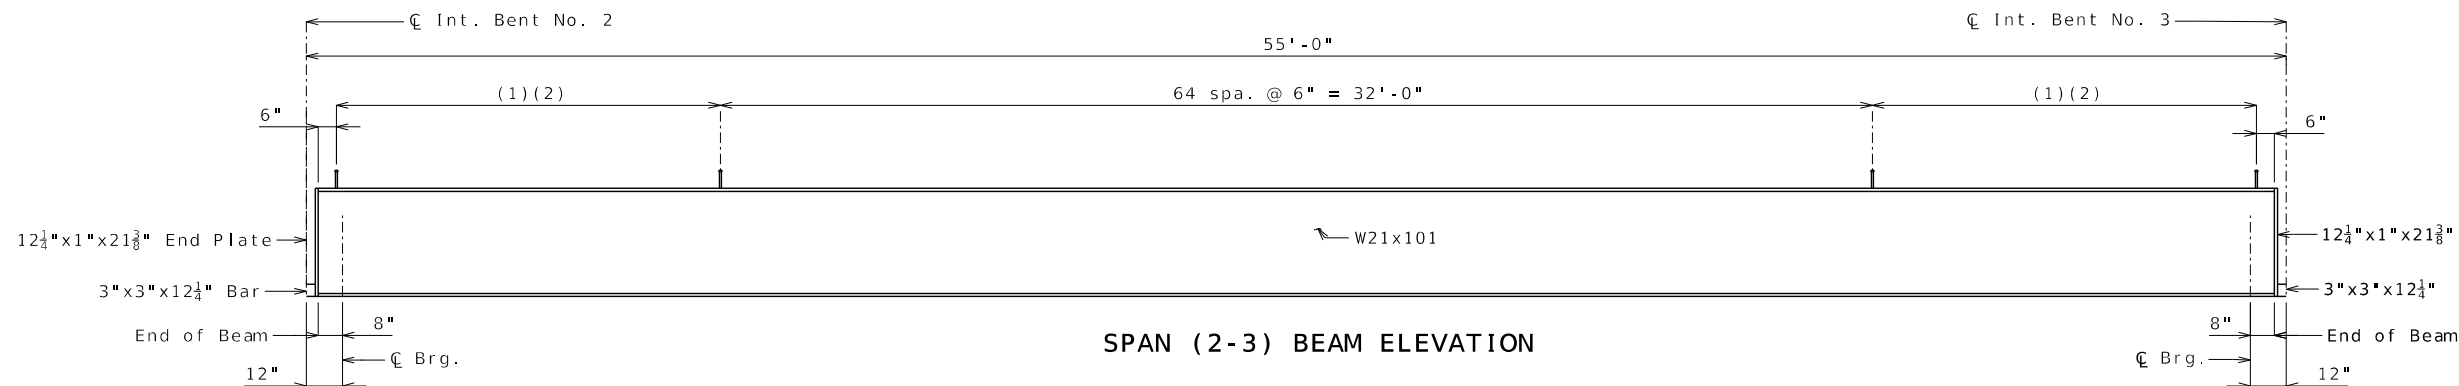 ℄ Int. Bent No. 2
℄ Int. Bent No. 3
55'-0"
(1)(2)
64 spa. @ 6" = 32'-0"
(1)(2)
6"
6"
12¼"x1"x21⅜" End Plate
W21x101
12¼"x1"x21⅜"
3"x3"x12¼" Bar
3"x3"x12¼"
End of Beam
8"
SPAN (2-3) BEAM ELEVATION
8"
End of Beam
℄ Brg.
℄ Brg.
12"
12"